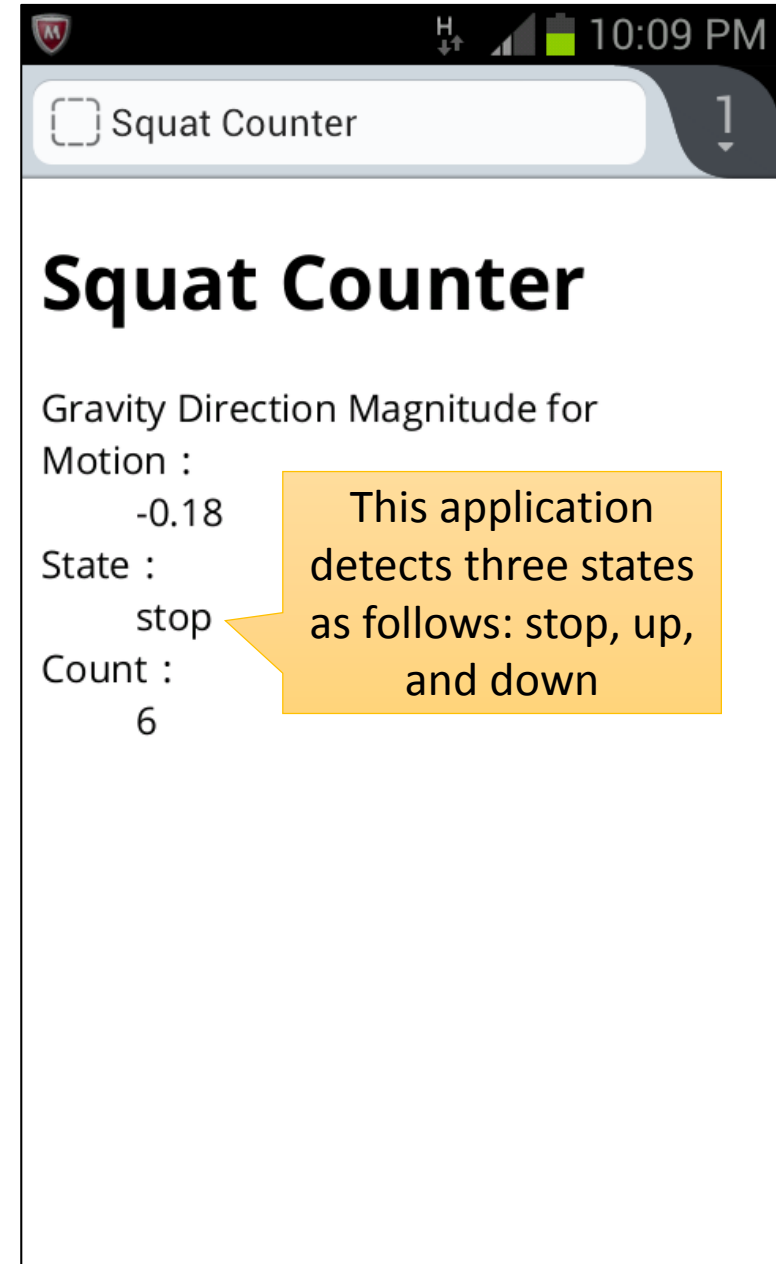 H
10:09 PM
Squat Counter
1
Squat Counter
Gravity Direction Magnitude for
Motion :
-0.18
State :
stop
Count :
6
This application
detects three states
as follows: stop, up,
and down